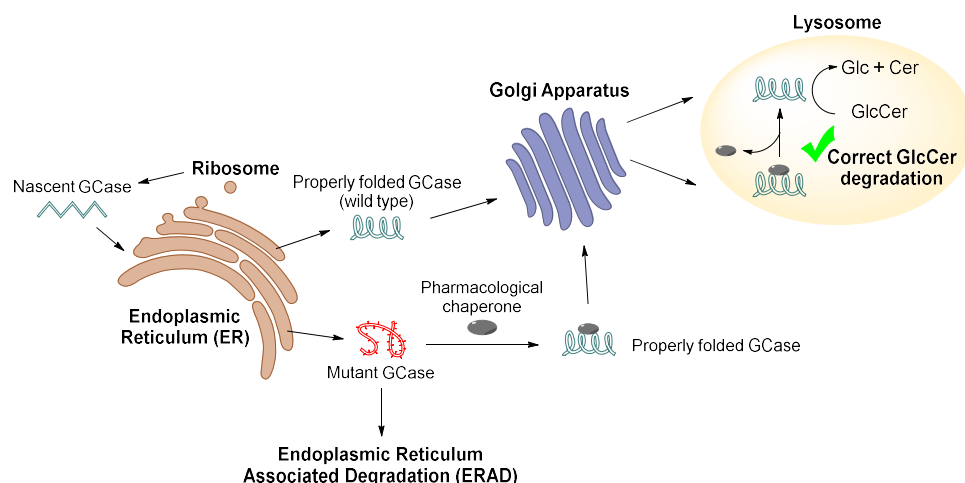 Lysosome
Glc + Cer
GlcCer
Correct GlcCer
degradation
Golgi Apparatus
Ribosome
Nascent GCase
Properly folded GCase
(wild type)
Endoplasmic
Reticulum (ER)
Pharmacological
chaperone
Properly folded GCase
Mutant GCase
Endoplasmic Reticulum
Associated Degradation (ERAD)